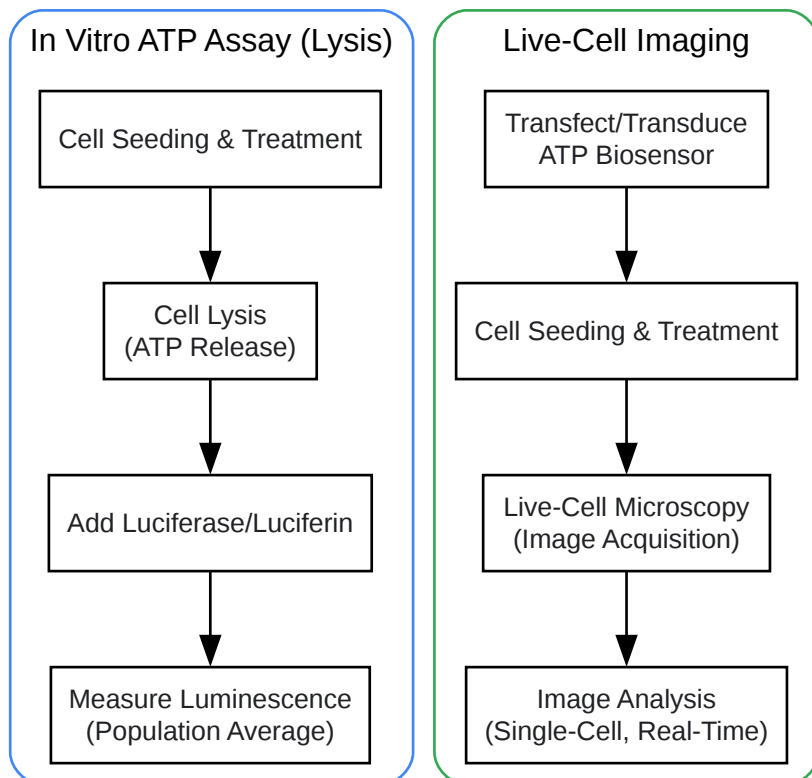 In Vitro ATP Assay (Lysis)
Cell Seeding & Treatment
Cell Lysis
(ATP Release)
Add Luciferase/Luciferin
Measure Luminescence
(Population Average)
Live-Cell Imaging
Transfect/Transduce
ATP Biosensor
Cell Seeding & Treatment
Live-Cell Microscopy
(Image Acquisition)
Image Analysis
(Single-Cell, Real-Time)